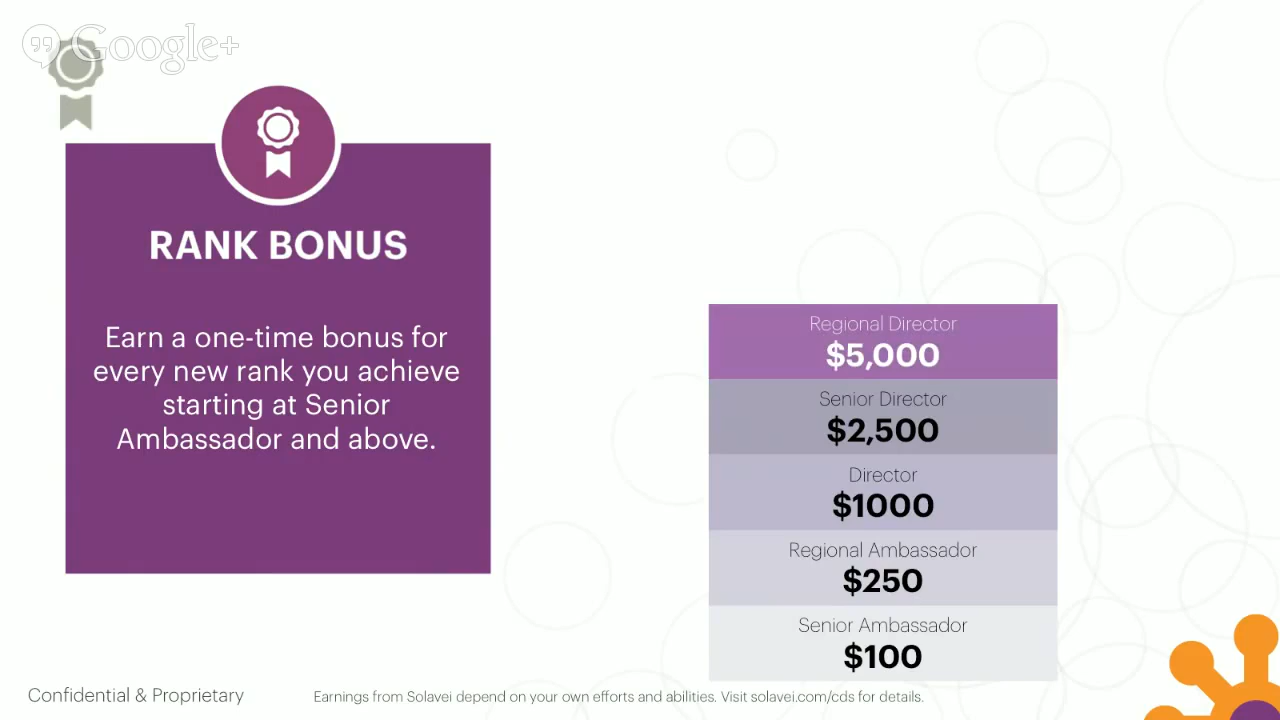 Google+
RANK BONUS
Earn a one-time bonus for
every new rank you achieve
starting at Senior
Ambassador and above.
Regional Director
$5,000
Senior Director
$2,500
Director
$1000
Regional Ambassador
$250
Senior Ambassador
$100
Confidential & Proprietary
Earnings from Solavei depend on your own efforts and abilities. Visit solavei.com/cds for details.